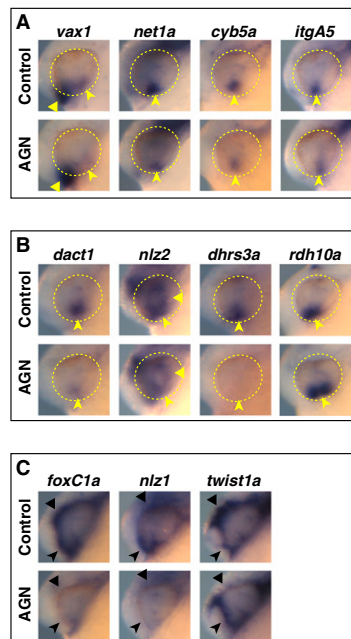 A
vax1 net1a cyb5a itgA5
Control
AGN
B
dact1 nlz2 dhrs3a rdh10a
Control
AGN
C
foxC1a nlz1 twist1a
Control
AGN